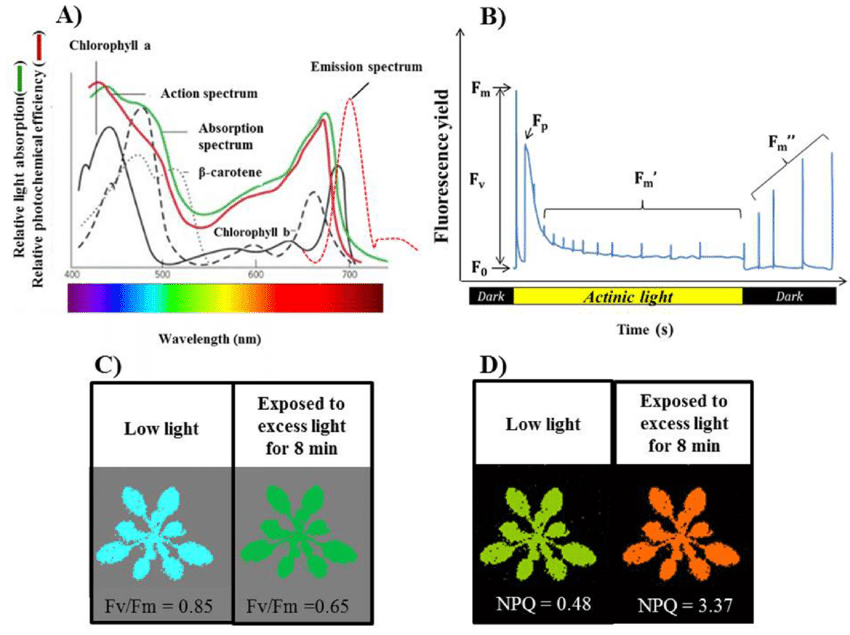 A)
Chlorophyll a
Emission spectrum
Action spectrum
Absorption
spectrum
β-carotene
Chlorophyll b
Relative light absorption( )
Relative photochemical efficiency ( )
400 500 600 700
Wavelength (nm)
B)
Fluorescence yield
Fm
Fp
Fv
F0
Fm′
Fm″
Dark Actinic light Dark
Time (s)
C)
Low light
Exposed to
excess light
for 8 min
Fv/Fm = 0.85
Fv/Fm =0.65
D)
Low light
Exposed to
excess light
for 8 min
NPQ = 0.48
NPQ = 3.37